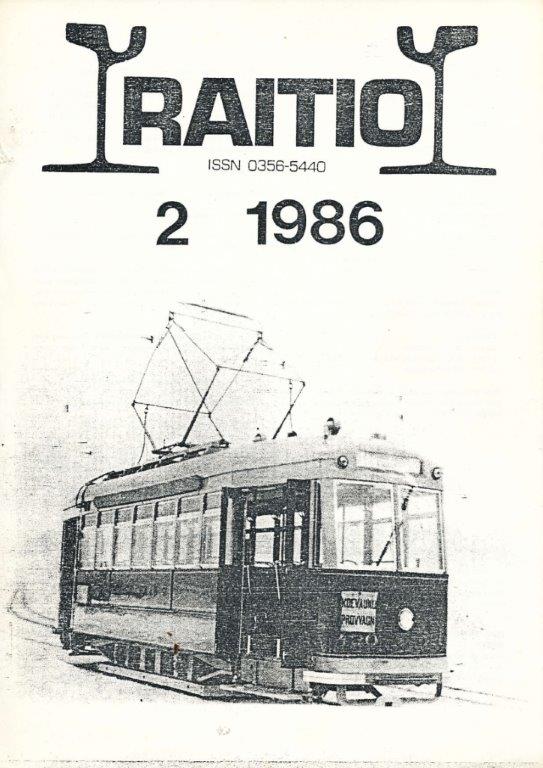 RAITIO
ISSN 0356-5440
2 1986
KOEVAUNU
PROVVAGN